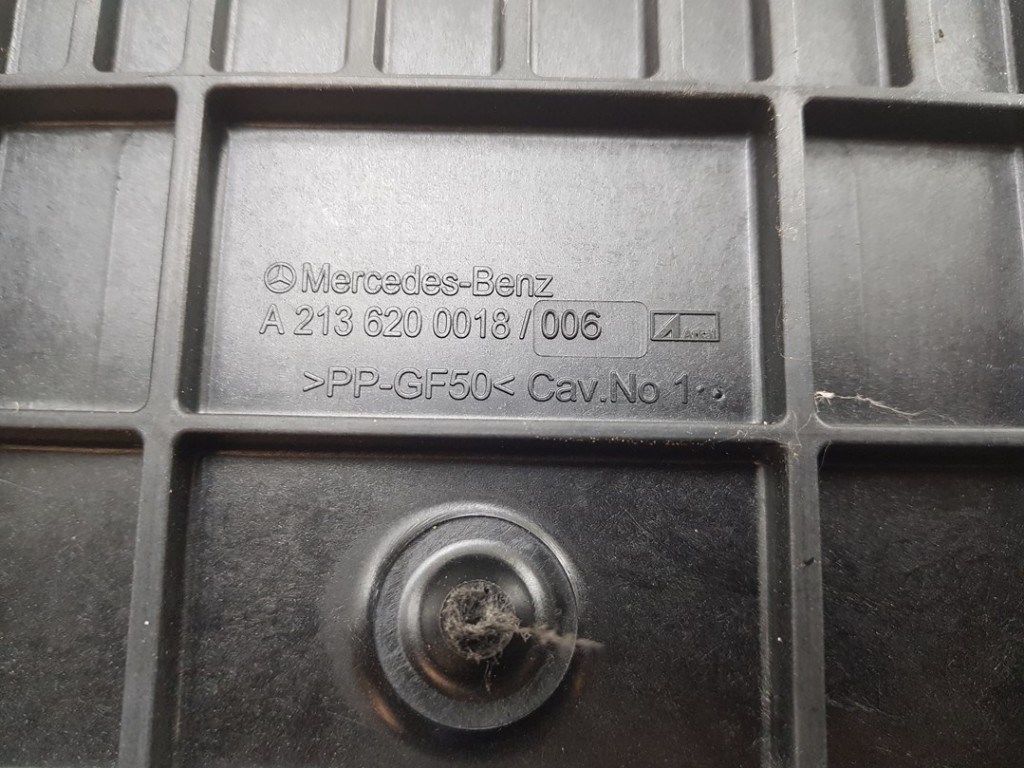 Mercedes-Benz
A 213 620 0018 / 006
>PP-GF50< Cav.No 1